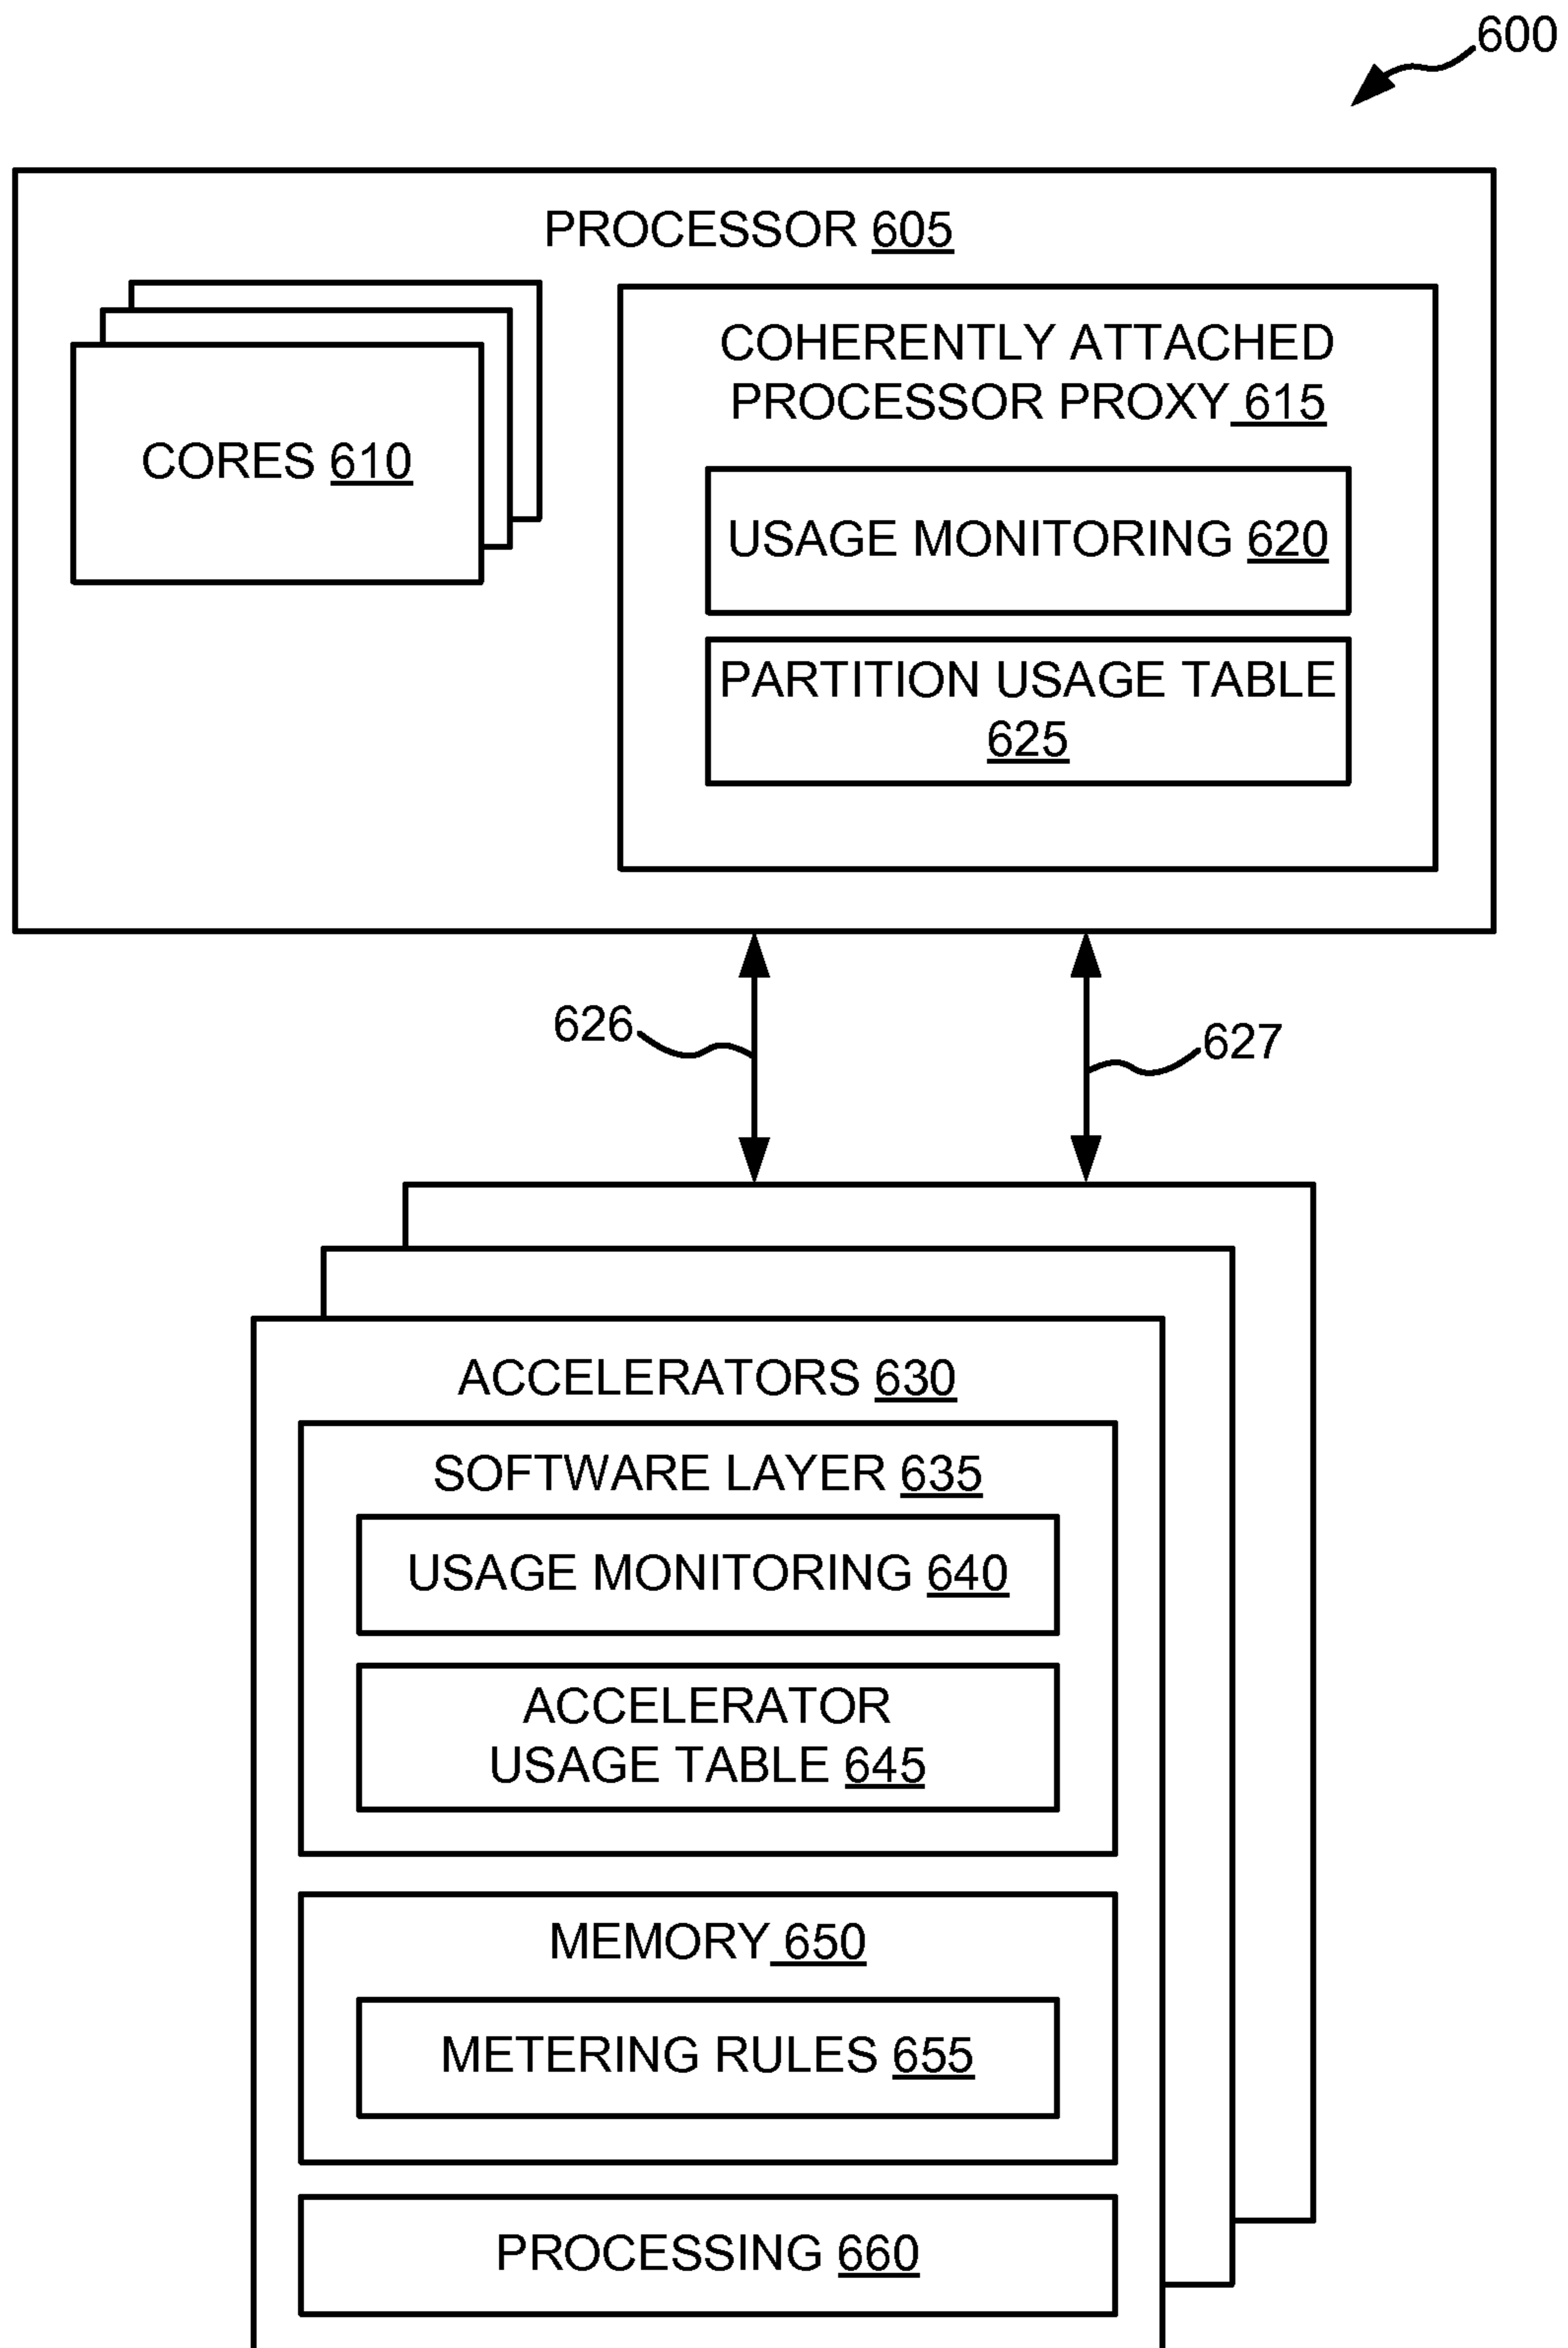 600
PROCESSOR 605
CORES 610
COHERENTLY ATTACHED
PROCESSOR PROXY 615
USAGE MONITORING 620
PARTITION USAGE TABLE
625
626
627
ACCELERATORS 630
SOFTWARE LAYER 635
USAGE MONITORING 640
ACCELERATOR
USAGE TABLE 645
MEMORY 650
METERING RULES 655
PROCESSING 660